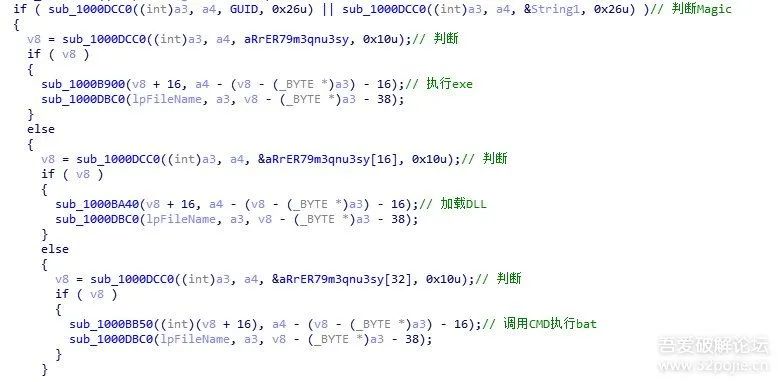 if ( sub_1000DCC0((int)a3, a4, GUID, 0x26u) || sub_1000DCC0((int)a3, a4, &String1, 0x26u) )// 判断Magic
{
v8 = sub_1000DCC0((int)a3, a4, aRrER79m3qnu3sy, 0x10u);// 判断
if ( v8 )
{
sub_1000B900(v8 + 16, a4 - (v8 - (_BYTE *)a3) - 16);// 执行exe
sub_1000DBC0(lpFileName, a3, v8 - (_BYTE *)a3 - 38);
}
else
{
v8 = sub_1000DCC0((int)a3, a4, &aRrER79m3qnu3sy[16], 0x10u);// 判断
if ( v8 )
{
sub_1000BA40(v8 + 16, a4 - (v8 - (_BYTE *)a3) - 16);// 加载DLL
sub_1000DBC0(lpFileName, a3, v8 - (_BYTE *)a3 - 38);
}
else
{
v8 = sub_1000DCC0((int)a3, a4, &aRrER79m3qnu3sy[32], 0x10u);// 判断
if ( v8 )
{
sub_1000BB50((int)(v8 + 16), a4 - (v8 - (_BYTE *)a3) - 16);// 调用CMD执行bat
sub_1000DBC0(lpFileName, a3, v8 - (_BYTE *)a3 - 38);
}
}
吾爱破解论坛
www.52pojie.cn